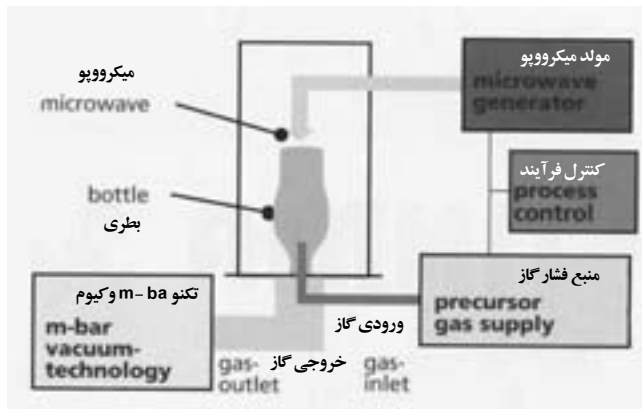 میکروویو
microwave
bottle
بطری
مولد میکروویو
microwave
generator
کنترل فرآیند
process
control
منبع فشار گاز
precursor
gas supply
تکنو m- ba وکیوم
m-bar
vacuum-
technology
ورودی گاز
خروجی گاز
gas-
outlet
gas-
inlet